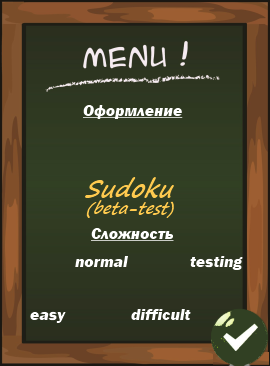 MENU !
Оформление
Sudoku
(beta-test)
Сложность
normal testing
easy difficult